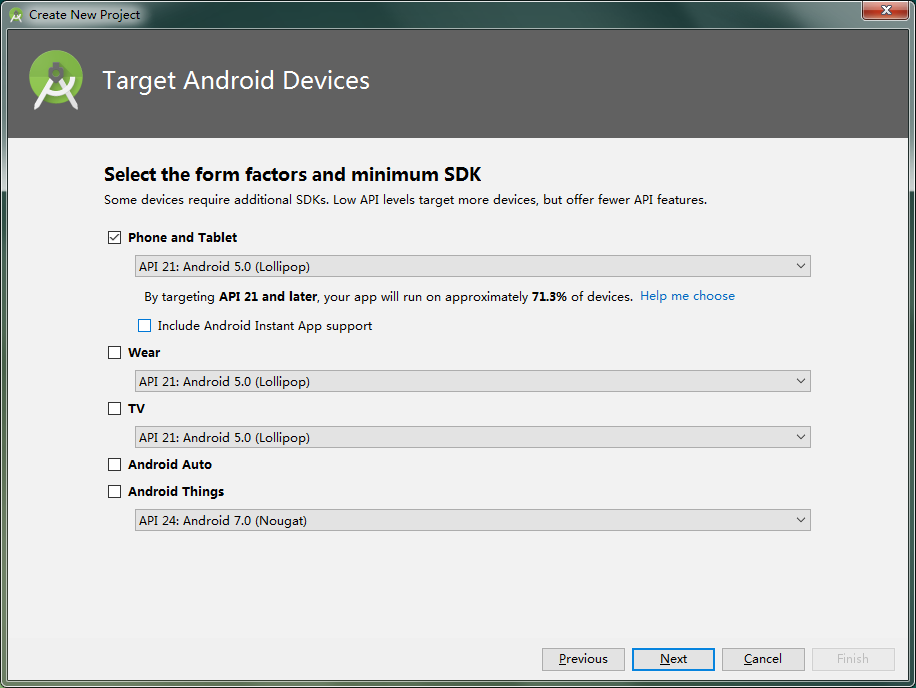 Create New Project
Target Android Devices
Select the form factors and minimum SDK
Some devices require additional SDKs. Low API levels target more devices, but offer fewer API features.
Phone and Tablet
API 21: Android 5.0 (Lollipop)
By targeting API 21 and later, your app will run on approximately 71.3% of devices. Help me choose
Include Android Instant App support
Wear
API 21: Android 5.0 (Lollipop)
TV
API 21: Android 5.0 (Lollipop)
Android Auto
Android Things
API 24: Android 7.0 (Nougat)
Previous Next Cancel Finish